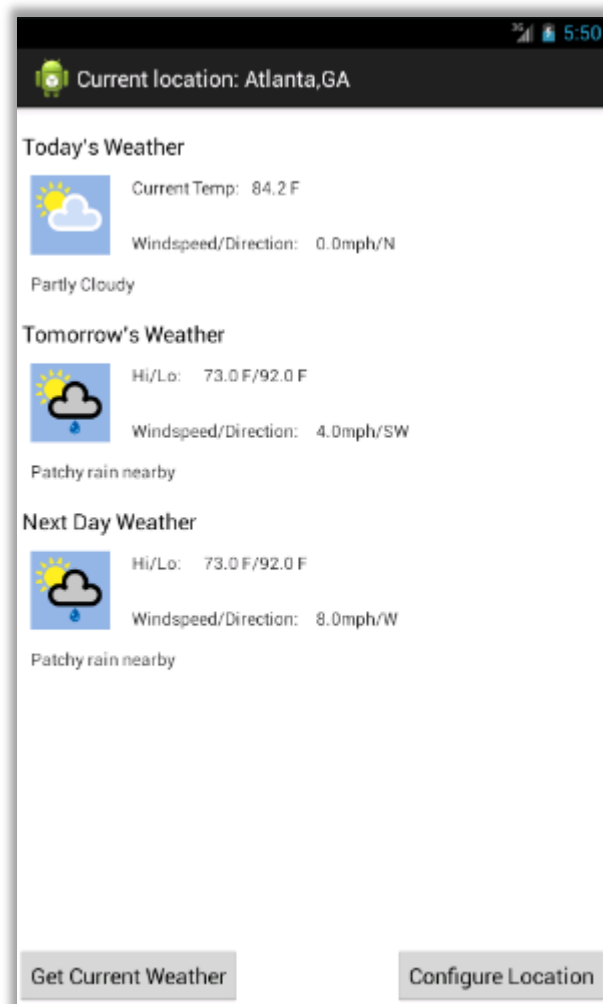 3G 5:50
Current location: Atlanta,GA
Today's Weather
Current Temp: 84.2 F
Windspeed/Direction: 0.0mph/N
Partly Cloudy
Tomorrow's Weather
Hi/Lo: 73.0 F/92.0 F
Windspeed/Direction: 4.0mph/SW
Patchy rain nearby
Next Day Weather
Hi/Lo: 73.0 F/92.0 F
Windspeed/Direction: 8.0mph/W
Patchy rain nearby
Get Current Weather Configure Location